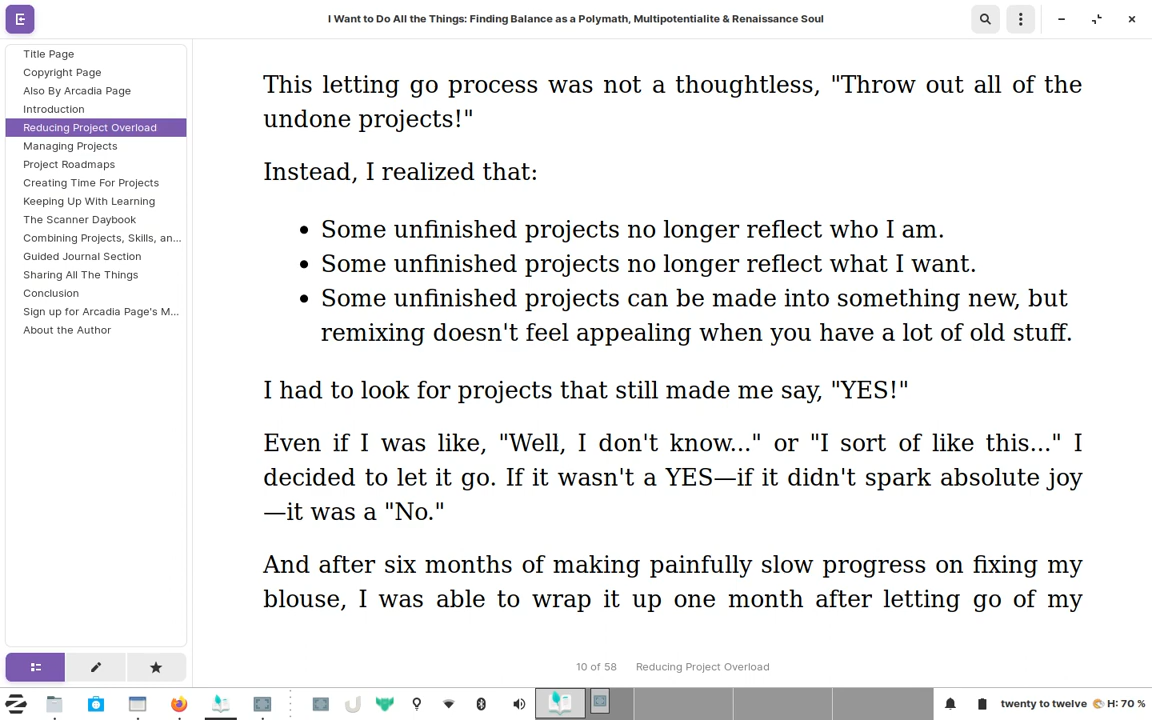 I Want to Do All the Things: Finding Balance as a Polymath, Multipotentialite & Renaissance Soul
Title Page
Copyright Page
Also By Arcadia Page
Introduction
Reducing Project Overload
Managing Projects
Project Roadmaps
Creating Time For Projects
Keeping Up With Learning
The Scanner Daybook
Combining Projects, Skills, an...
Guided Journal Section
Sharing All The Things
Conclusion
Sign up for Arcadia Page's M...
About the Author
This letting go process was not a thoughtless, "Throw out all of the
undone projects!"
Instead, I realized that:
• Some unfinished projects no longer reflect who I am.
• Some unfinished projects no longer reflect what I want.
• Some unfinished projects can be made into something new, but
remixing doesn't feel appealing when you have a lot of old stuff.
I had to look for projects that still made me say, "YES!"
Even if I was like, "Well, I don't know..." or "I sort of like this..." I
decided to let it go. If it wasn't a YES—if it didn't spark absolute joy
—it was a "No."
And after six months of making painfully slow progress on fixing my
blouse, I was able to wrap it up one month after letting go of my
10 of 58 Reducing Project Overload
twenty to twelve H: 70 %